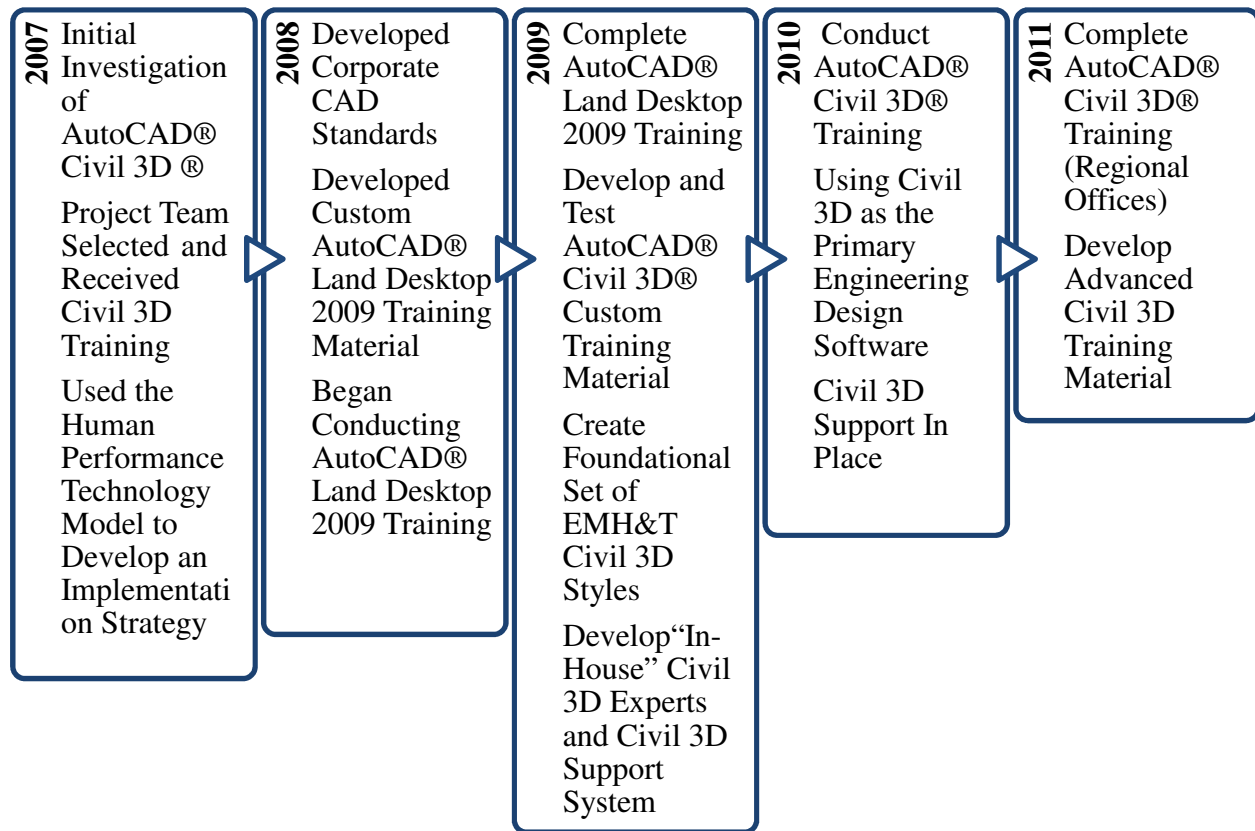 2007
Initial
Investigation
of
AutoCAD®
Civil 3D ®
Project Team
Selected and
Received
Civil 3D
Training
Used the
Human
Performance
Technology
Model to
Develop an
Implementati
on Strategy
2008
Developed
Corporate
CAD
Standards
Developed
Custom
AutoCAD®
Land Desktop
2009 Training
Material
Began
Conducting
AutoCAD®
Land Desktop
2009 Training
2009
Complete
AutoCAD®
Land Desktop
2009 Training
Develop and
Test
AutoCAD®
Civil 3D®
Custom
Training
Material
Create
Foundational
Set of
EMH&T
Civil 3D
Styles
Develop“In-
House” Civil
3D Experts
and Civil 3D
Support
System
2010
Conduct
AutoCAD®
Civil 3D®
Training
Using Civil
3D as the
Primary
Engineering
Design
Software
Civil 3D
Support In
Place
2011
Complete
AutoCAD®
Civil 3D®
Training
(Regional
Offices)
Develop
Advanced
Civil 3D
Training
Material